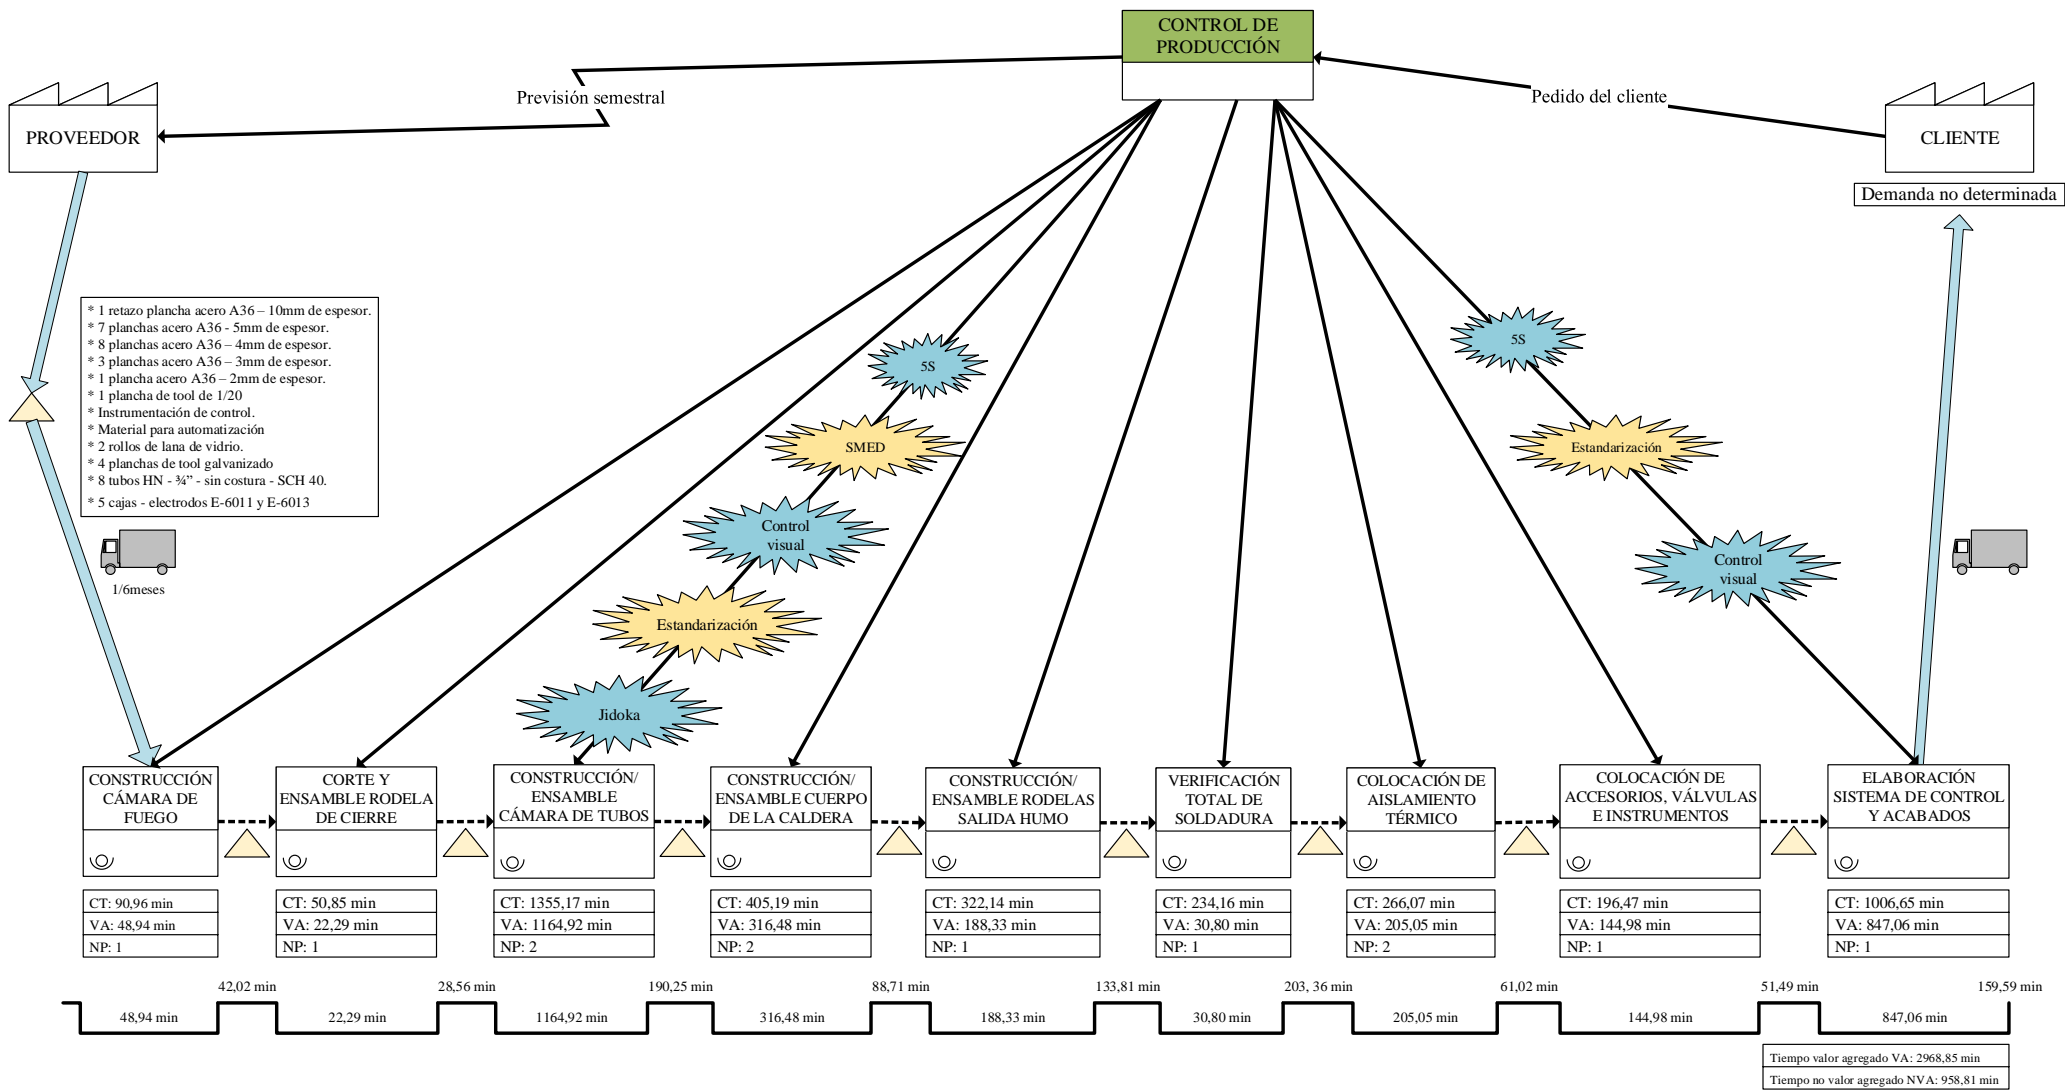 CONTROL DE
PRODUCCIÓN
Previsión semestral
Pedido del cliente
PROVEEDOR
CLIENTE
Demanda no determinada
* 1 retazo plancha acero A36 – 10mm de espesor.
* 7 planchas acero A36 - 5mm de espesor.
* 8 planchas acero A36 – 4mm de espesor.
* 3 planchas acero A36 – 3mm de espesor.
* 1 plancha acero A36 – 2mm de espesor.
* 1 plancha de tool de 1/20
* Instrumentación de control.
* Material para automatización
* 2 rollos de lana de vidrio.
* 4 planchas de tool galvanizado
* 8 tubos HN - ¾” - sin costura - SCH 40.
* 5 cajas - electrodos E-6011 y E-6013
1/6meses
5S
SMED
Control
visual
Estandarización
Jidoka
5S
Estandarización
Control
visual
CONSTRUCCIÓN
CÁMARA DE
FUEGO
CT: 90,96 min
VA: 48,94 min
NP: 1
CORTE Y
ENSAMBLE RODELA
DE CIERRE
CT: 50,85 min
VA: 22,29 min
NP: 1
CONSTRUCCIÓN/
ENSAMBLE
CÁMARA DE TUBOS
CT: 1355,17 min
VA: 1164,92 min
NP: 2
CONSTRUCCIÓN/
ENSAMBLE CUERPO
DE LA CALDERA
CT: 405,19 min
VA: 316,48 min
NP: 2
CONSTRUCCIÓN/
ENSAMBLE RODELAS
SALIDA HUMO
CT: 322,14 min
VA: 188,33 min
NP: 1
VERIFICACIÓN
TOTAL DE
SOLDADURA
CT: 234,16 min
VA: 30,80 min
NP: 1
COLOCACIÓN DE
AISLAMIENTO
TÉRMICO
CT: 266,07 min
VA: 205,05 min
NP: 2
COLOCACIÓN DE
ACCESORIOS, VÁLVULAS
E INSTRUMENTOS
CT: 196,47 min
VA: 144,98 min
NP: 1
ELABORACIÓN
SISTEMA DE CONTROL
Y ACABADOS
CT: 1006,65 min
VA: 847,06 min
NP: 1
42,02 min
28,56 min
190,25 min
88,71 min
133,81 min
203, 36 min
61,02 min
51,49 min
159,59 min
48,94 min
22,29 min
1164,92 min
316,48 min
188,33 min
30,80 min
205,05 min
144,98 min
847,06 min
Tiempo valor agregado VA: 2968,85 min
Tiempo no valor agregado NVA: 958,81 min